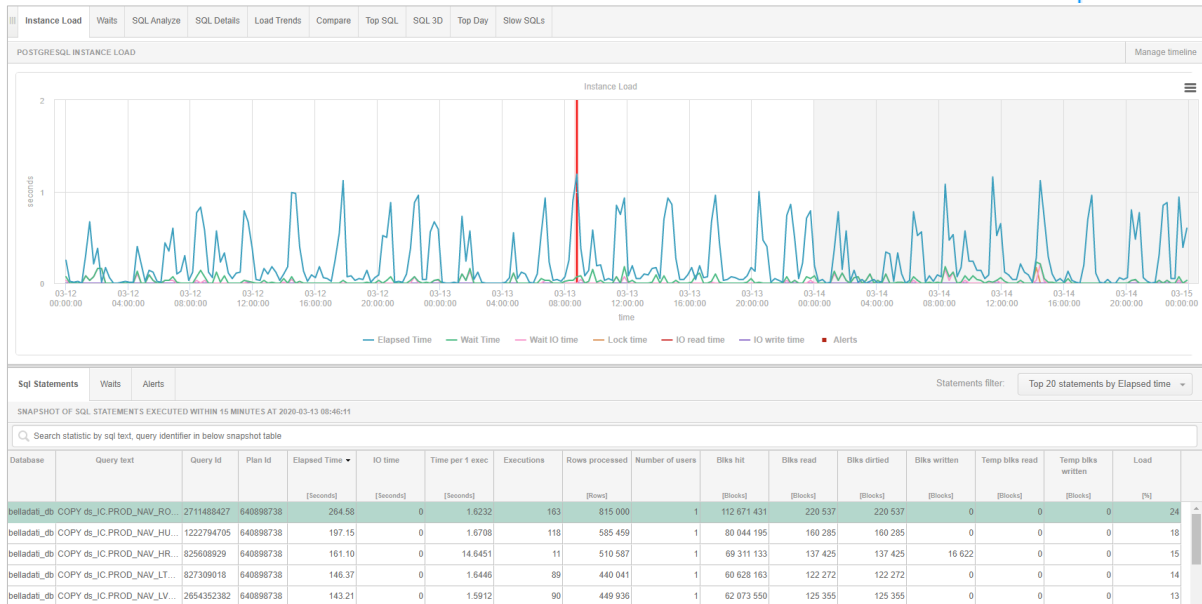 Instance Load Waits SQL Analyze SQL Details Load Trends Compare Top SQL SQL 3D Top Day Slow SQLs
POSTGRESQL INSTANCE LOAD Manage timeline
Instance Load
2
1
0
seconds
03-12 03-12 03-12 03-12 03-12 03-12 03-13 03-13 03-13 03-13 03-13 03-13 03-14 03-14 03-14 03-14 03-14 03-14 03-15
00:00:00 04:00:00 08:00:00 12:00:00 16:00:00 20:00:00 00:00:00 04:00:00 08:00:00 12:00:00 16:00:00 20:00:00 00:00:00 04:00:00 08:00:00 12:00:00 16:00:00 20:00:00 00:00:00
time
Elapsed Time Wait Time Wait IO time Lock time IO read time IO write time Alerts
Sql Statements Waits Alerts Statements filter: Top 20 statements by Elapsed time
SNAPSHOT OF SQL STATEMENTS EXECUTED WITHIN 15 MINUTES AT 2020-03-13 08:46:11
Search statistic by sql text, query identifier in below snapshot table
Database Query text Query Id Plan Id Elapsed Time IO time Time per 1 exec Executions Rows processed Number of users Blks hit Blks read Blks dirtied Blks written Temp blks read Temp blks written Load
[Seconds] [Seconds] [Seconds] [Rows] [Blocks] [Blocks] [Blocks] [Blocks] [Blocks] [Blocks] [%]
belladati_db COPY ds_IC.PROD_NAV_RO... 2711488427 640898738 264.58 0 1.6232 163 815 000 1 112 671 431 220 537 220 537 0 0 0 24
belladati_db COPY ds_IC.PROD_NAV_HU... 1222794705 640898738 197.15 0 1.6708 118 585 459 1 80 044 195 160 285 160 285 0 0 0 18
belladati_db COPY ds_IC.PROD_NAV_HR... 825608929 640898738 161.10 0 14.6451 11 510 587 1 69 311 133 137 425 137 425 16 622 0 0 15
belladati_db COPY ds_IC.PROD_NAV_LT... 827309018 640898738 146.37 0 1.6446 89 440 041 1 60 628 163 122 272 122 272 0 0 0 14
belladati_db COPY ds_IC.PROD_NAV_LV... 2654352382 640898738 143.21 0 1.5912 90 449 936 1 62 073 550 125 355 125 355 0 0 0 13